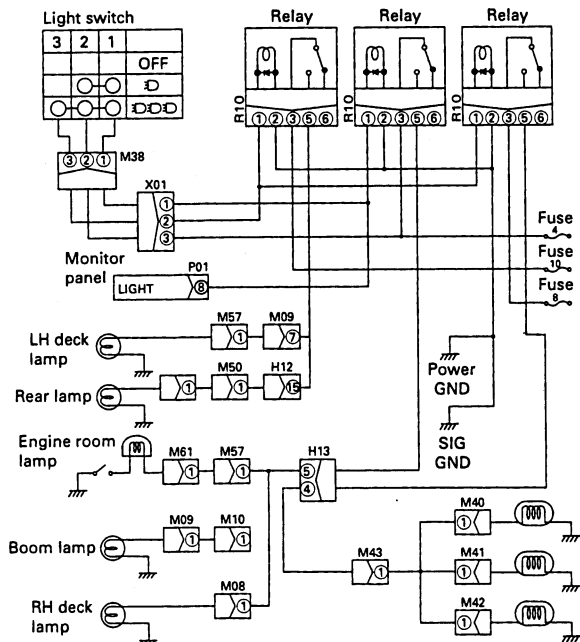 Light switch
Relay
Relay
Relay
3 2 1
OFF
R10
1 2 3 5 6
R10
1 2 3 5 6
R10
1 2 3 5 6
3 2 1
M38
X01
1
2
3
Fuse
4
Fuse
10
Fuse
8
Monitor
panel
P01
LIGHT
8
LH deck
lamp
M57
1
M09
7
Rear lamp
1
M50
1
H12
15
Power
GND
SIG
GND
Engine room
lamp
M61
1
M57
1
H13
5
4
Boom lamp
M09
1
M10
1
M43
1
M40
1
M41
1
M42
1
RH deck
lamp
M08
1